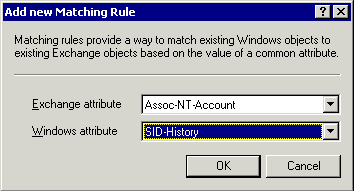 Add new Matching Rule
Matching rules provide a way to match existing Windows objects to
existing Exchange objects based on the value of a common attribute.
Exchange attribute
Assoc-NT-Account
Windows attribute
SID-History
OK
Cancel